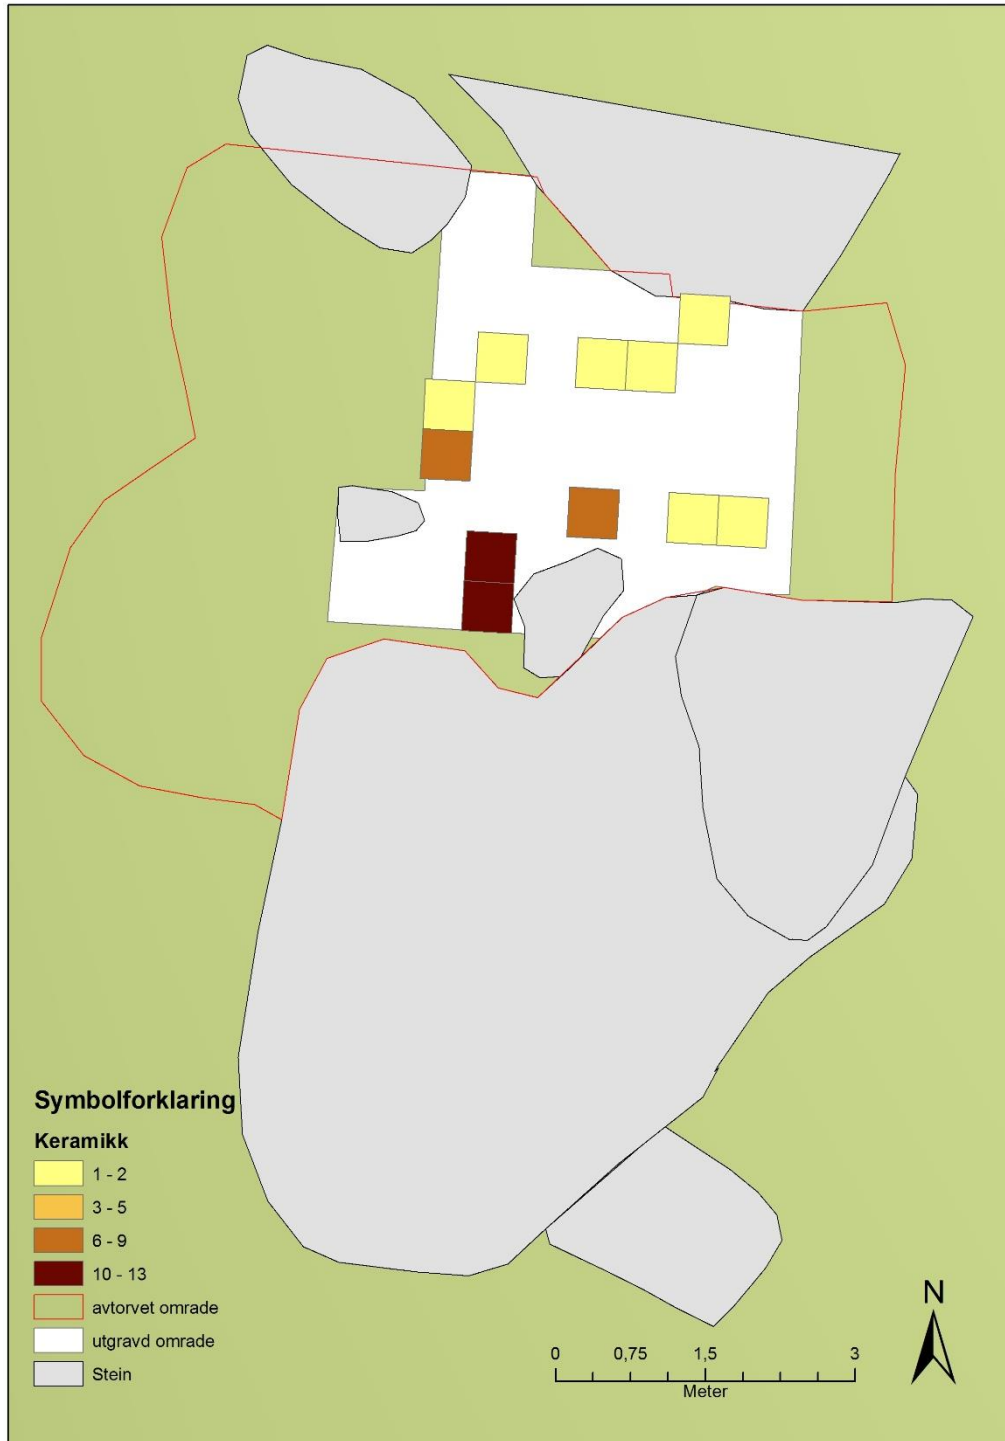 Symbolforklaring
Keramikk
1 - 2
3 - 5
6 - 9
10 - 13
avtorvet omrade
utgravd omrade
Stein
0 0,75 1,5 3
Meter
N